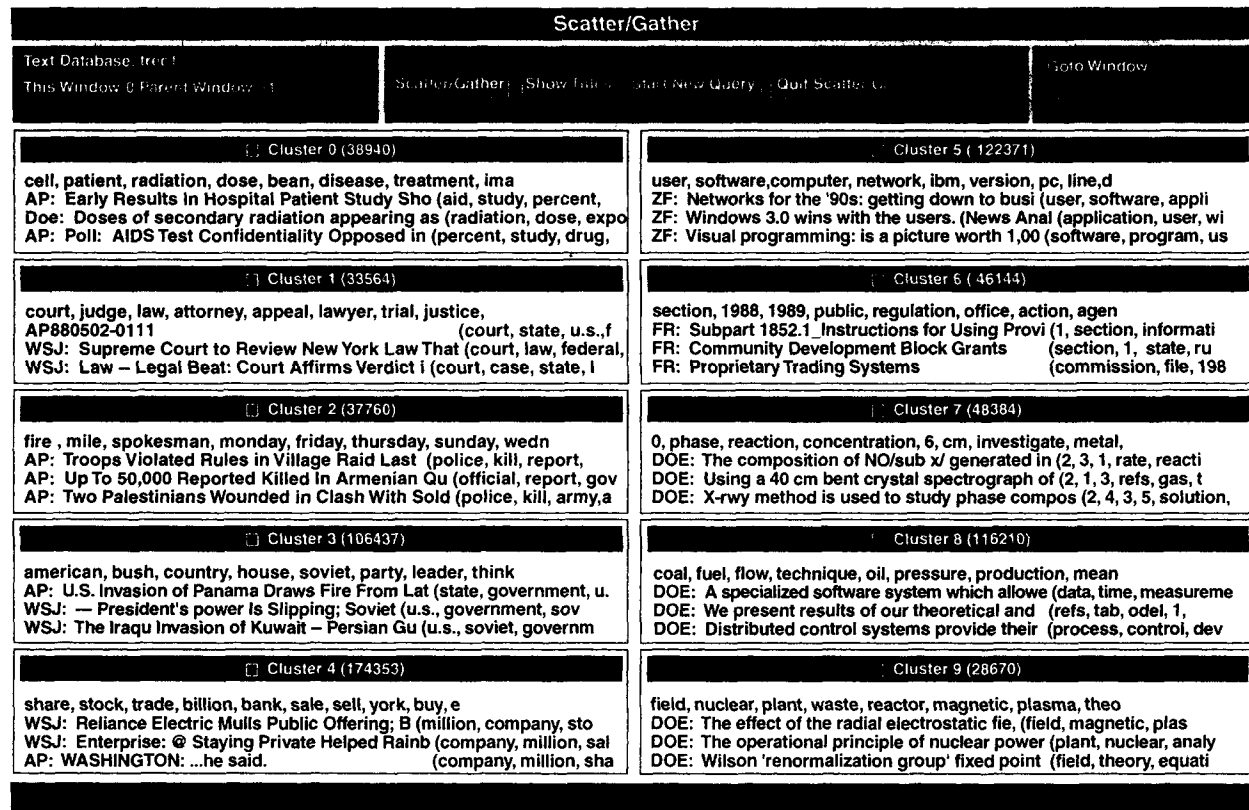 Scatter/Gather
Text Database, trec1
This Window 0 Parent Window -1
Scatter/Gather Show Titles Start New Query Quit Scatter
Goto Window
Cluster 0 (38940)
cell, patient, radiation, dose, bean, disease, treatment, ima
AP: Early Results In Hospital Patient Study Sho (aid, study, percent,
Doe: Doses of secondary radiation appearing as (radiation, dose, expo
AP: Poll: AIDS Test Confidentiality Opposed in (percent, study, drug,
Cluster 1 (33564)
court, judge, law, attorney, appeal, lawyer, trial, justice,
AP880502-0111 (court, state, u.s.,f
WSJ: Supreme Court to Review New York Law That (court, law, federal,
WSJ: Law – Legal Beat: Court Affirms Verdict i (court, case, state, l
Cluster 2 (37760)
fire , mile, spokesman, monday, friday, thursday, sunday, wedn
AP: Troops Violated Rules in Village Raid Last (police, kill, report,
AP: Up To 50,000 Reported Killed In Armenian Qu (official, report, gov
AP: Two Palestinians Wounded in Clash With Sold (police, kill, army,a
Cluster 3 (106437)
american, bush, country, house, soviet, party, leader, think
AP: U.S. Invasion of Panama Draws Fire From Lat (state, government, u.
WSJ: — President's power Is Slipping; Soviet (u.s., government, sov
WSJ: The Iraqu Invasion of Kuwait – Persian Gu (u.s., soviet, governm
Cluster 4 (174353)
share, stock, trade, billion, bank, sale, sell, york, buy, e
WSJ: Reliance Electric Mulls Public Offering; B (million, company, sto
WSJ: Enterprise: @ Staying Private Helped Rainb (company, million, sal
AP: WASHINGTON: ...he said. (company, million, sha
Cluster 5 ( 122371)
user, software,computer, network, ibm, version, pc, line,d
ZF: Networks for the '90s: getting down to busi (user, software, appli
ZF: Windows 3.0 wins with the users. (News Anal (application, user, wi
ZF: Visual programming: is a picture worth 1,00 (software, program, us
Cluster 6 ( 46144)
section, 1988, 1989, public, regulation, office, action, agen
FR: Subpart 1852.1_Instructions for Using Provi (1, section, informati
FR: Community Development Block Grants (section, 1, state, ru
FR: Proprietary Trading Systems (commission, file, 198
Cluster 7 (48384)
0, phase, reaction, concentration, 6, cm, investigate, metal,
DOE: The composition of NO/sub x/ generated in (2, 3, 1, rate, reacti
DOE: Using a 40 cm bent crystal spectrograph of (2, 1, 3, refs, gas, t
DOE: X-rwy method is used to study phase compos (2, 4, 3, 5, solution,
Cluster 8 (116210)
coal, fuel, flow, technique, oil, pressure, production, mean
DOE: A specialized software system which allowe (data, time, measureme
DOE: We present results of our theoretical and (refs, tab, odel, 1,
DOE: Distributed control systems provide their (process, control, dev
Cluster 9 (28670)
field, nuclear, plant, waste, reactor, magnetic, plasma, theo
DOE: The effect of the radial electrostatic fie, (field, magnetic, plas
DOE: The operational principle of nuclear power (plant, nuclear, analy
DOE: Wilson 'renormalization group' fixed point (field, theory, equati